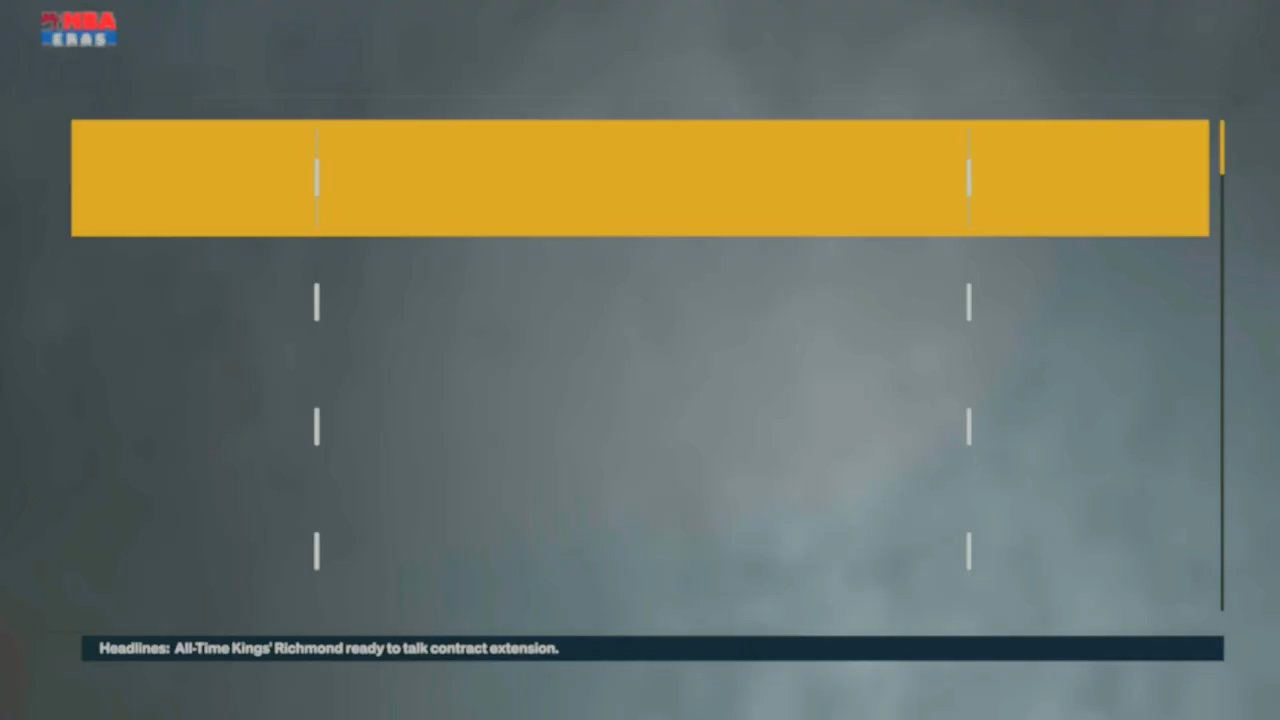 NBA
ERAS
Headlines: All-Time Kings' Richmond ready to talk contract extension.